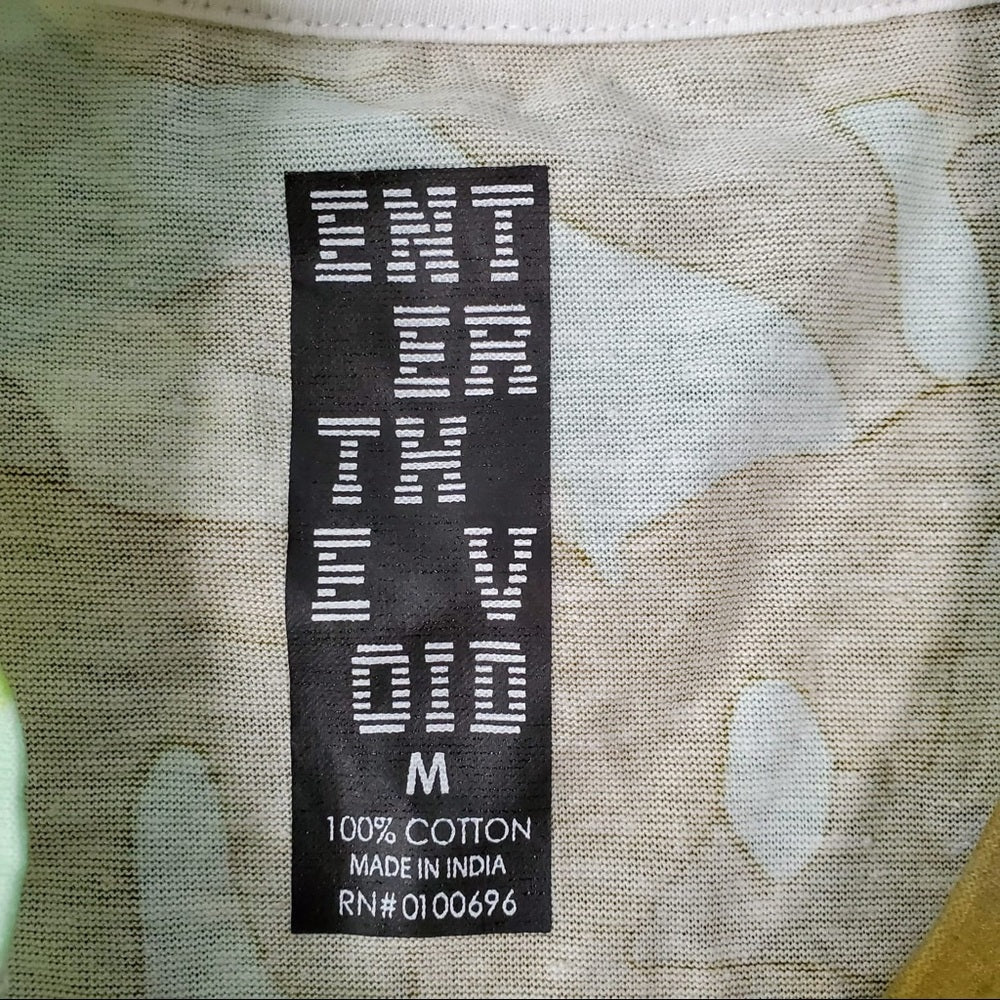 ENT
ER
TH
E V
OID
M
100% COTTON
MADE IN INDIA
RN# 0100696